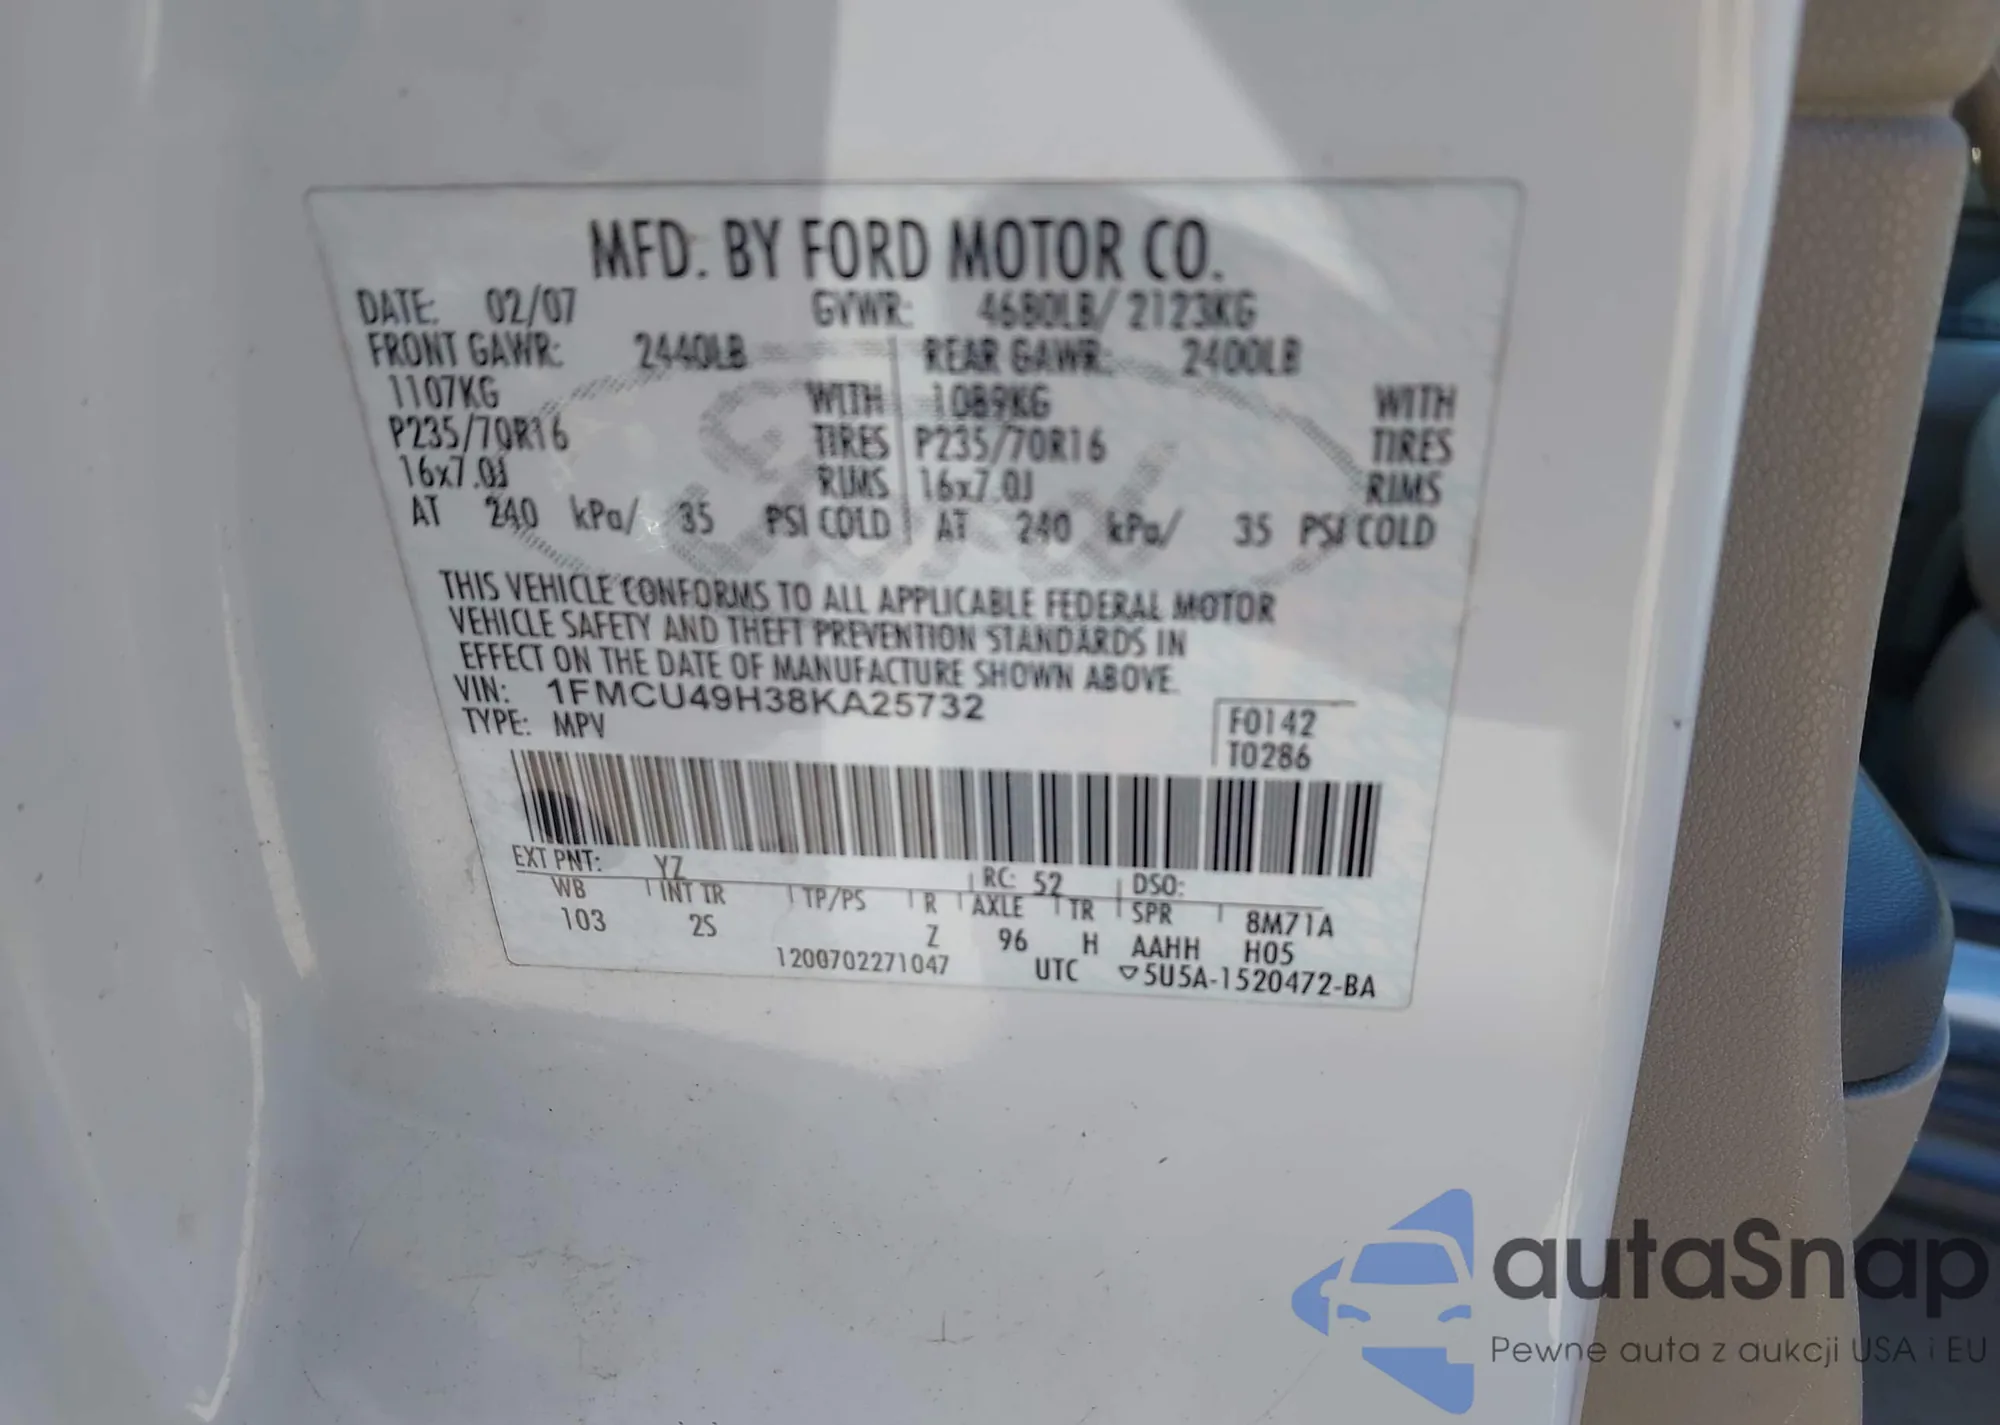 MFD. BY FORD MOTOR CO.
DATE: 02/07 GVWR: 4680LB/ 2123KG
FRONT GAWR: 2440LB REAR GAWR: 2400LB
1107KG WITH 1089KG WITH
P235/70R16 TIRES P235/70R16 TIRES
16x7.0J RIMS 16x7.0J RIMS
AT 240 kPa/ 35 PSI COLD AT 240 kPa/ 35 PSI COLD
THIS VEHICLE CONFORMS TO ALL APPLICABLE FEDERAL MOTOR
VEHICLE SAFETY AND THEFT PREVENTION STANDARDS IN
EFFECT ON THE DATE OF MANUFACTURE SHOWN ABOVE.
VIN: 1FMCU49H38KA25732
TYPE: MPV
F0142
T0286
EXT PNT: YZ RC: 52 DSO:
WB INT TR TP/PS R AXLE TR SPR 8M71A
103 2S Z 96 H AAHH H05
1200702271047 UTC ▽5U5A-1520472-BA
autaSnap
Pewne auta z aukcji USA i EU